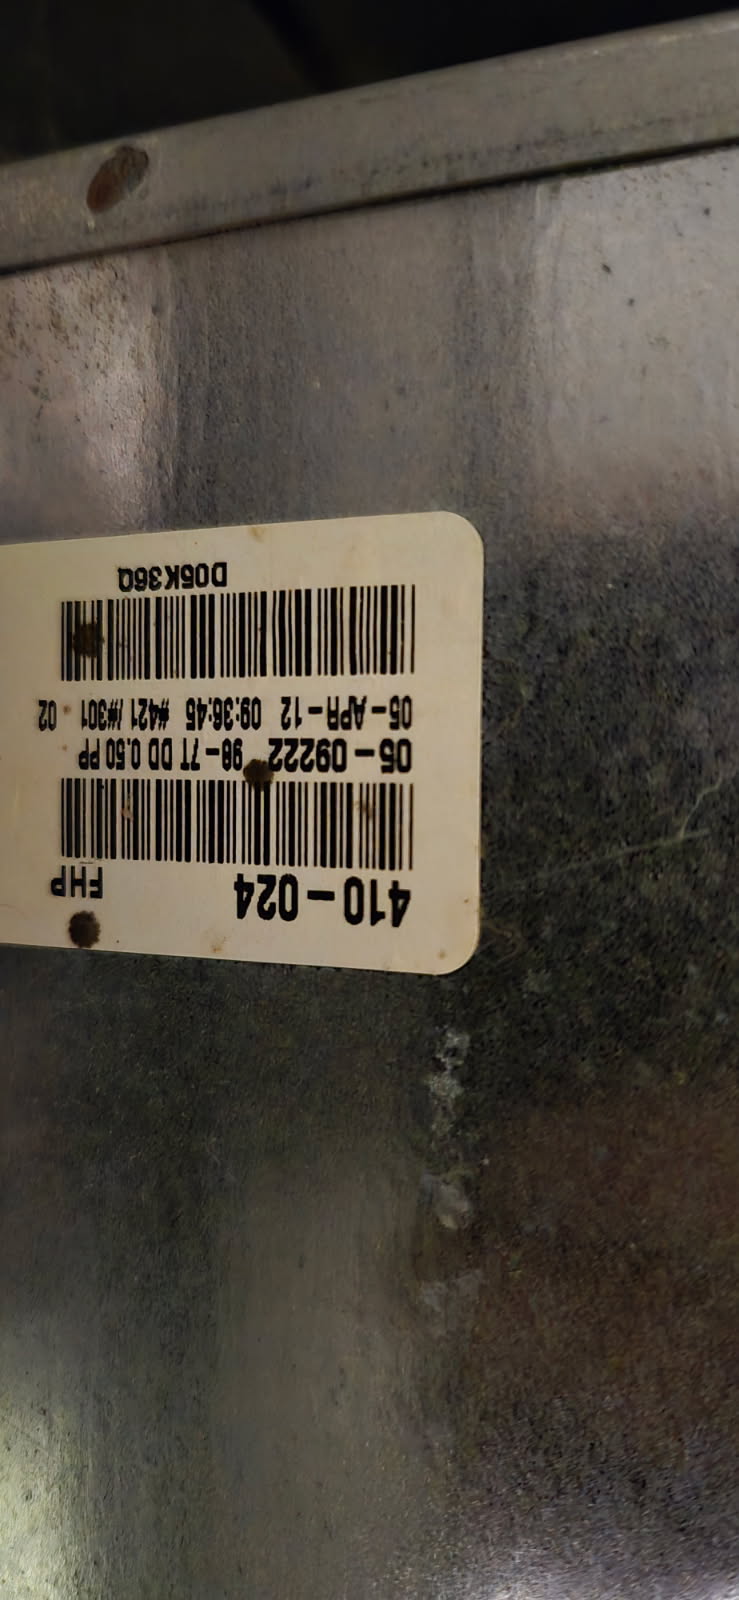 410-024 FHP
06-09222 98-7T DD 0.50 PP
05-APR-12 09:36:45 #421/#301 02
D05K36Q